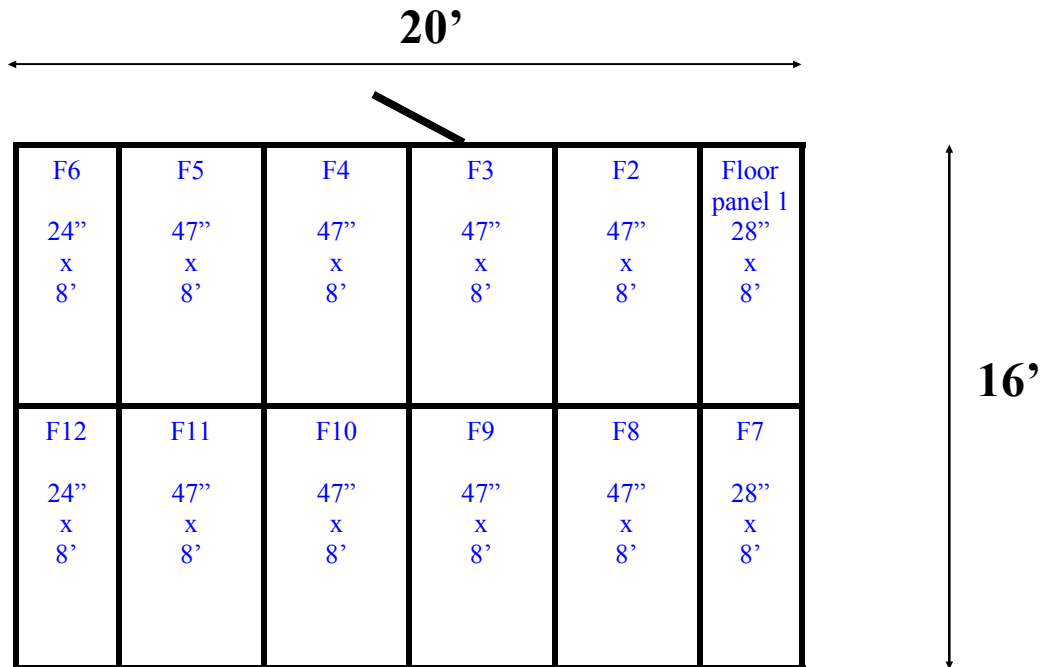 20’
F6
24”
x
8’
F5
47”
x
8’
F4
47”
x
8’
F3
47”
x
8’
F2
47”
x
8’
Floor
panel 1
28”
x
8’
16’
F12
24”
x
8’
F11
47”
x
8’
F10
47”
x
8’
F9
47”
x
8’
F8
47”
x
8’
F7
28”
x
8’